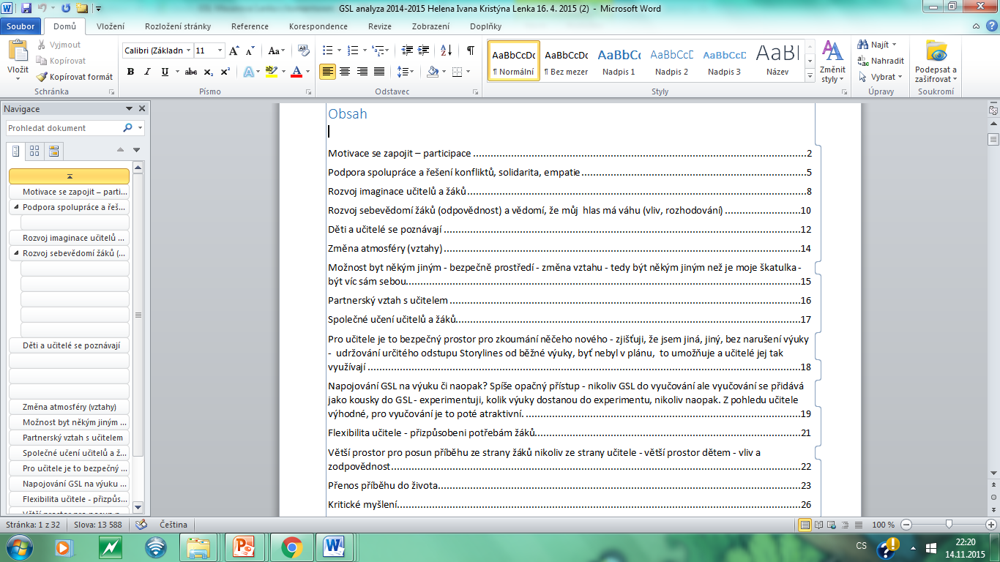 GSL analyza 2014-2015 Helena Ivana Kristýna Lenka 16. 4. 2015 (2) - Microsoft Word
Soubor Domů Vložení Rozložení stránky Reference Korespondence Revize Zobrazení Doplňky
Vložit
Vyjmout
Kopírovat
Kopírovat formát
Schránka
Calibri (Základn 11
Písmo
Odstavec
AaBbCcDc AaBbCcDc AaBbCc AaBbCcD AaBbCcD AaBl
¶ Normální ¶ Bez mezer Nadpis 1 Nadpis 2 Nadpis 3 Název
Styly
Změnit styly
Najít
Nahradit
Vybrat
Úpravy
Podepsat a zašifrovat
Soukromí
Navigace
Prohledat dokument
Motivace se zapojit – parti...
Podpora spolupráce a řeš...
Rozvoj imaginace učitelů ...
Rozvoj sebevědomí žáků (...
Děti a učitelé se poznávají
Změna atmosféry (vztahy)
Možnost byt někým jiným ...
Partnerský vztah s učitelem
Společné učení učitelů a ž...
Pro učitele je to bezpečný ...
Napojování GSL na výuku ...
Flexibilita učitele - přizpůs...
Větší prostor pro posun p...
Obsah
Motivace se zapojit – participace 2
Podpora spolupráce a řešení konfliktů, solidarita, empatie 5
Rozvoj imaginace učitelů a žáků 8
Rozvoj sebevědomí žáků (odpovědnost) a vědomí, že můj hlas má váhu (vliv, rozhodování) 10
Děti a učitelé se poznávají 12
Změna atmosféry (vztahy) 14
Možnost byt někým jiným - bezpečně prostředí - změna vztahu - tedy být někým jiným než je moje škatulka -
být víc sám sebou. 15
Partnerský vztah s učitelem 16
Společné učení učitelů a žáků. 17
Pro učitele je to bezpečný prostor pro zkoumání něčeho nového - zjišťuji, že jsem jiná, jiný, bez narušení výuky
- udržování určitého odstupu Storylines od běžné výuky, byť nebyl v plánu, to umožňuje a učitelé jej tak
využívají 18
Napojování GSL na výuku či naopak? Spíše opačný přístup - nikoliv GSL do vyučování ale vyučování se přidává
jako kousky do GSL - experimentuji, kolik výuky dostanou do experimentu, nikoliv naopak. Z pohledu učitele
výhodné, pro vyučování je to poté atraktivní. 19
Flexibilita učitele - přizpůsobeni potřebám žáků. 21
Větší prostor pro posun příběhu ze strany žáků nikoliv ze strany učitele - větší prostor dětem - vliv a
zodpovědnost 22
Přenos příběhu do života. 23
Kritické myšlení. 26
Stránka: 1 z 32 Slova: 13 588 Čeština 100 %
CS 22:20
14.11.2015